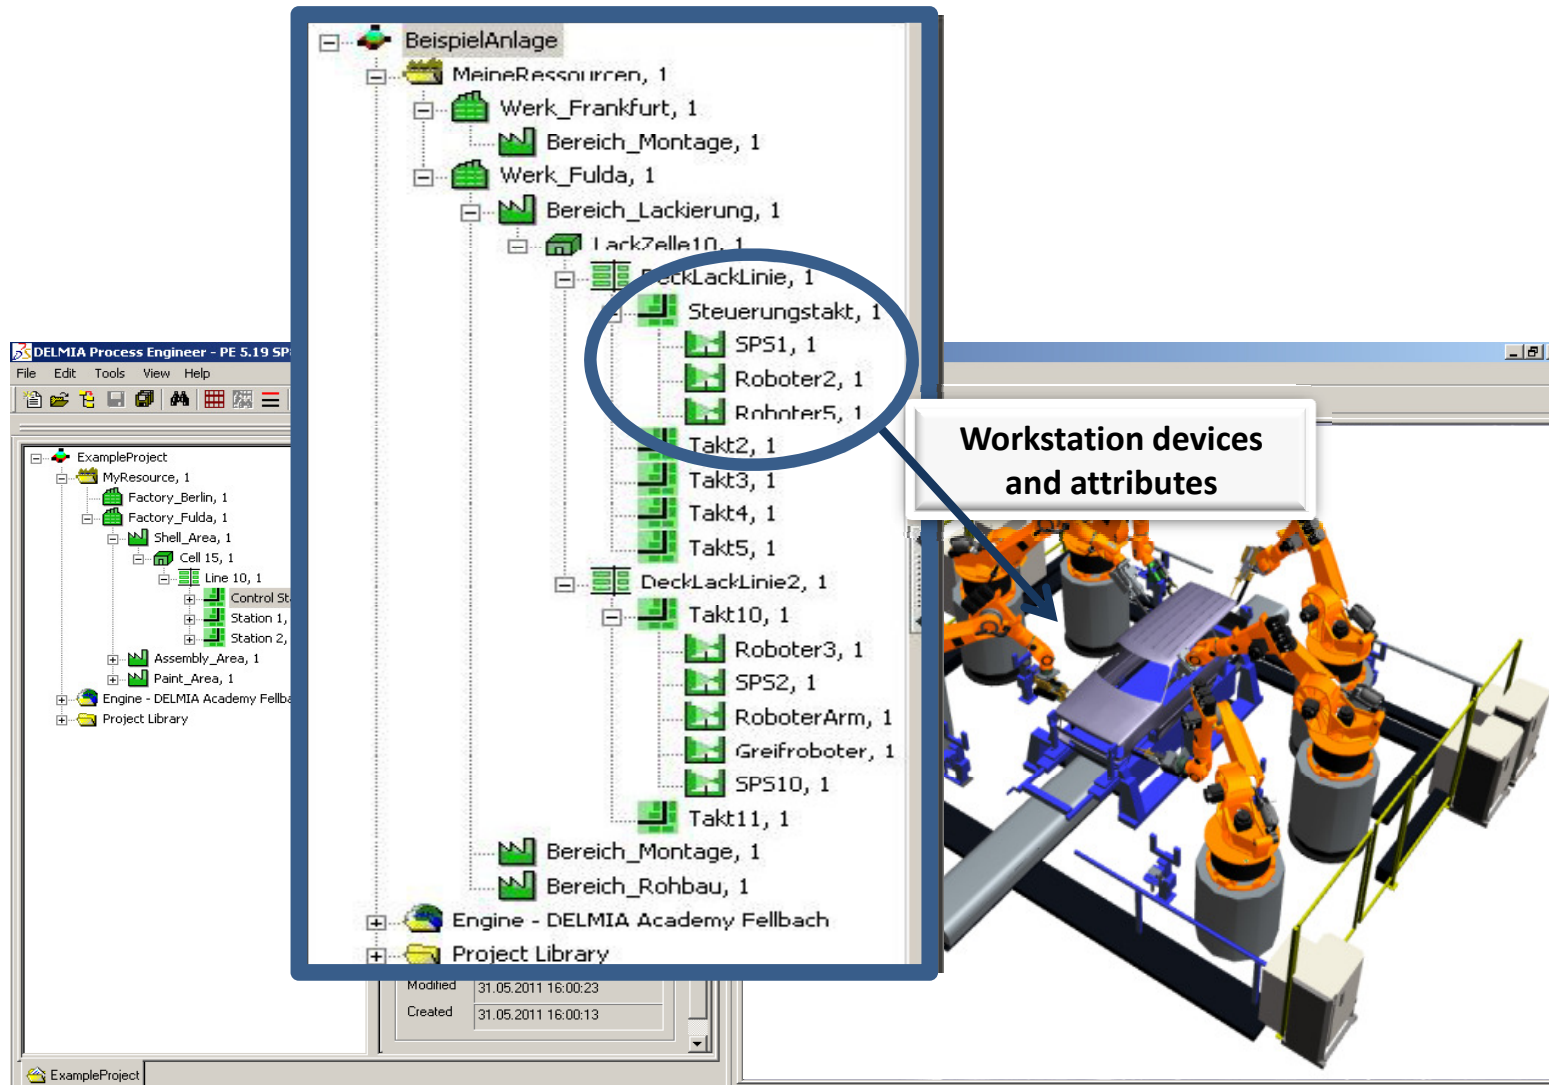 BeispielAnlage
MeineRessourcen, 1
Werk_Frankfurt, 1
Bereich_Montage, 1
Werk_Fulda, 1
Bereich_Lackierung, 1
LackZelle10, 1
DeckLackLinie, 1
Steuerungstakt, 1
SPS1, 1
Roboter2, 1
Roboter5, 1
Takt2, 1
Takt3, 1
Takt4, 1
Takt5, 1
DeckLackLinie2, 1
Takt10, 1
Roboter3, 1
SPS2, 1
RoboterArm, 1
Greifroboter, 1
SPS10, 1
Takt11, 1
Bereich_Montage, 1
Bereich_Rohbau, 1
Engine - DELMIA Academy Fellbach
Project Library
DELMIA Process Engineer - PE 5.19
File Edit Tools View Help
ExampleProject
MyResource, 1
Factory_Berlin, 1
Factory_Fulda, 1
Shell_Area, 1
Cell 15, 1
Line 10, 1
Control
Station 1,
Station 2,
Assembly_Area, 1
Paint_Area, 1
Engine - DELMIA Academy
Project Library
Workstation devices
and attributes
Modified 31.05.2011 16:00:23
Created 31.05.2011 16:00:13
ExampleProject